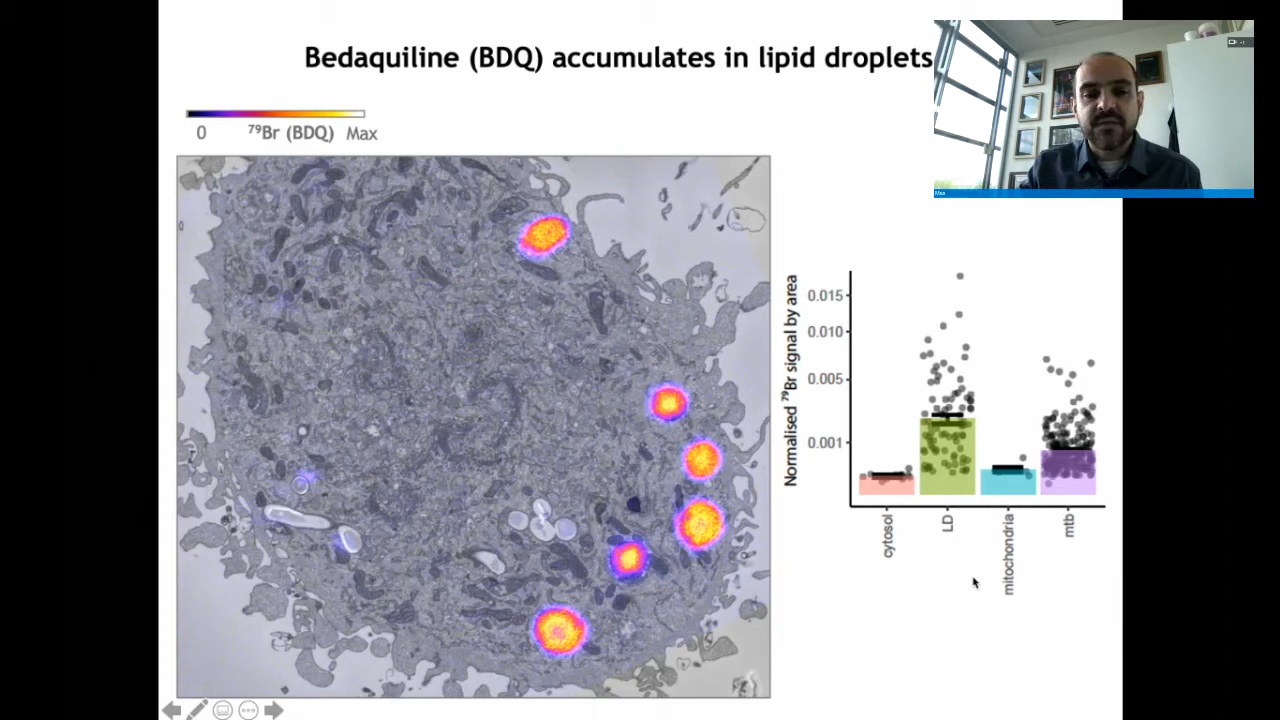 Bedaquiline (BDQ) accumulates in lipid droplets
0 ⁷⁹Br (BDQ) Max
Normalised ⁷⁹Br signal by area
0.015
0.010
0.005
0.001
cytosol
LD
mitochondria
mtb